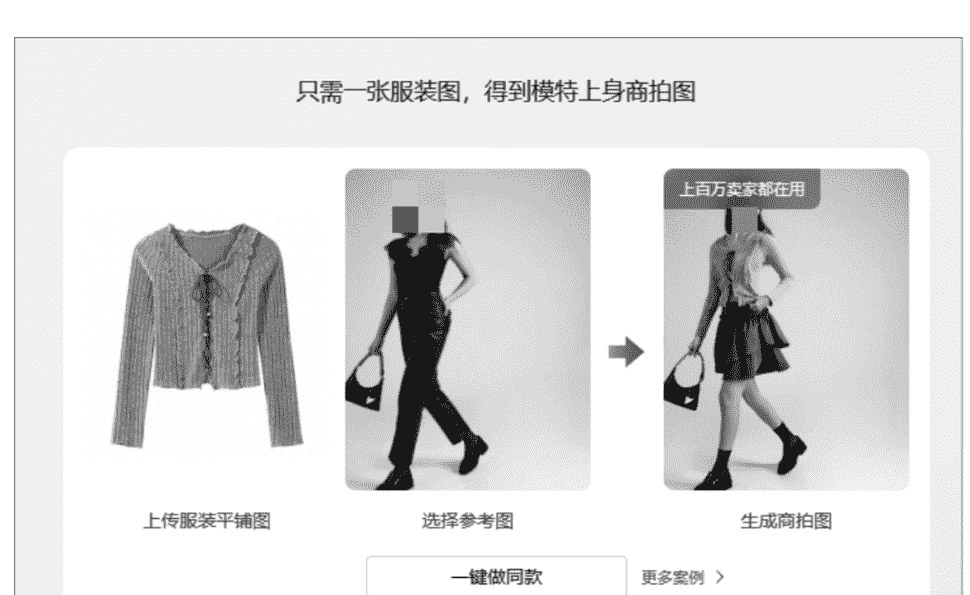 只需一张服装图，得到模特上身商拍图
上百万卖家都在用
上传服装平铺图
选择参考图
生成商拍图
一键做同款
更多案例 >